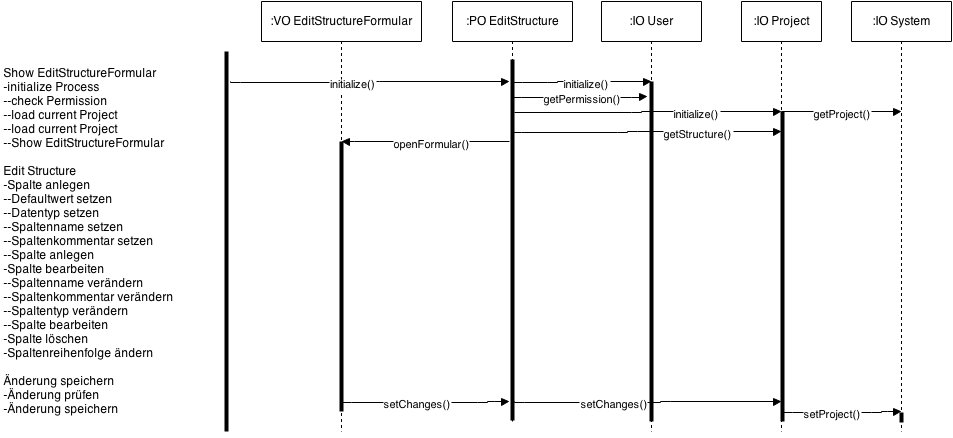 :VO EditStructureFormular
:PO EditStructure
:IO User
:IO Project
:IO System
Show EditStructureFormular
-initialize Process
--check Permission
--load current Project
--load current Project
--Show EditStructureFormular
initialize()
initialize()
getPermission()
initialize()
getProject()
getStructure()
openFormular()
Edit Structure
-Spalte anlegen
--Defaultwert setzen
--Datentyp setzen
--Spaltenname setzen
--Spaltenkommentar setzen
--Spalte anlegen
-Spalte bearbeiten
--Spaltenname verändern
--Spaltenkommentar verändern
--Spaltentyp verändern
--Spalte bearbeiten
-Spalte löschen
-Spaltenreihenfolge ändern
Änderung speichern
-Änderung prüfen
-Änderung speichern
setChanges()
setChanges()
setProject()